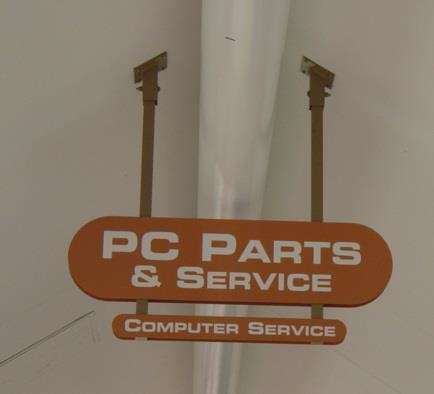 PC PARTS
& SERVICE
COMPUTER SERVICE